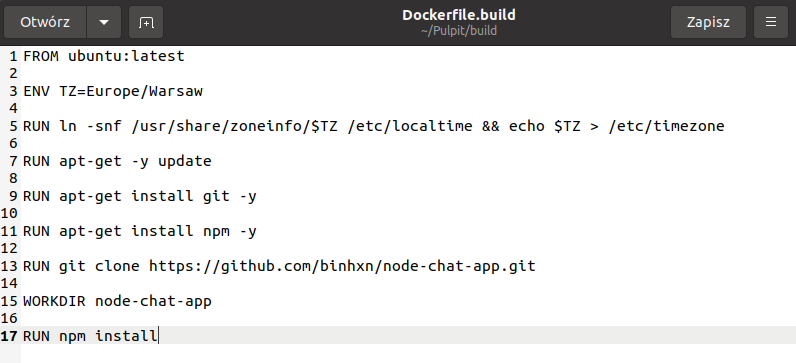 Otwórz
Dockerfile.build
~/Pulpit/build
Zapisz
1 FROM ubuntu:latest
2
3 ENV TZ=Europe/Warsaw
4
5 RUN ln -snf /usr/share/zoneinfo/$TZ /etc/localtime && echo $TZ > /etc/timezone
6
7 RUN apt-get -y update
8
9 RUN apt-get install git -y
10
11 RUN apt-get install npm -y
12
13 RUN git clone https://github.com/binhxn/node-chat-app.git
14
15 WORKDIR node-chat-app
16
17 RUN npm install